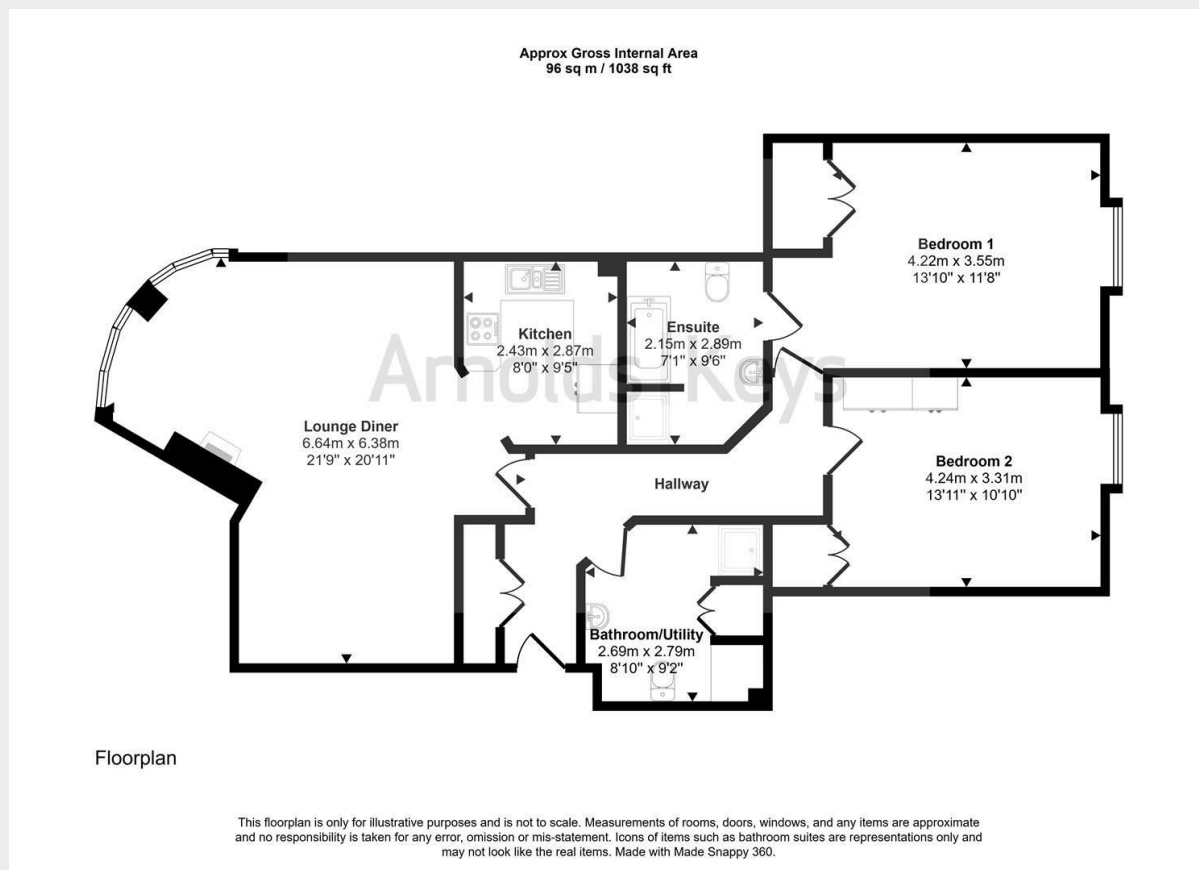 Approx Gross Internal Area
96 sq m / 1038 sq ft
Bedroom 1
4.22m x 3.55m
13'10" x 11'8"
Kitchen
2.43m x 2.87m
8'0" x 9'5"
Ensuite
2.15m x 2.89m
7'1" x 9'6"
Arnolds Keys
Lounge Diner
6.64m x 6.38m
21'9" x 20'11"
Bedroom 2
4.24m x 3.31m
13'11" x 10'10"
Hallway
Bathroom/Utility
2.69m x 2.79m
8'10" x 9'2"
Floorplan
This floorplan is only for illustrative purposes and is not to scale. Measurements of rooms, doors, windows, and any items are approximate
and no responsibility is taken for any error, omission or mis-statement. Icons of items such as bathroom suites are representations only and
may not look like the real items. Made with Made Snappy 360.